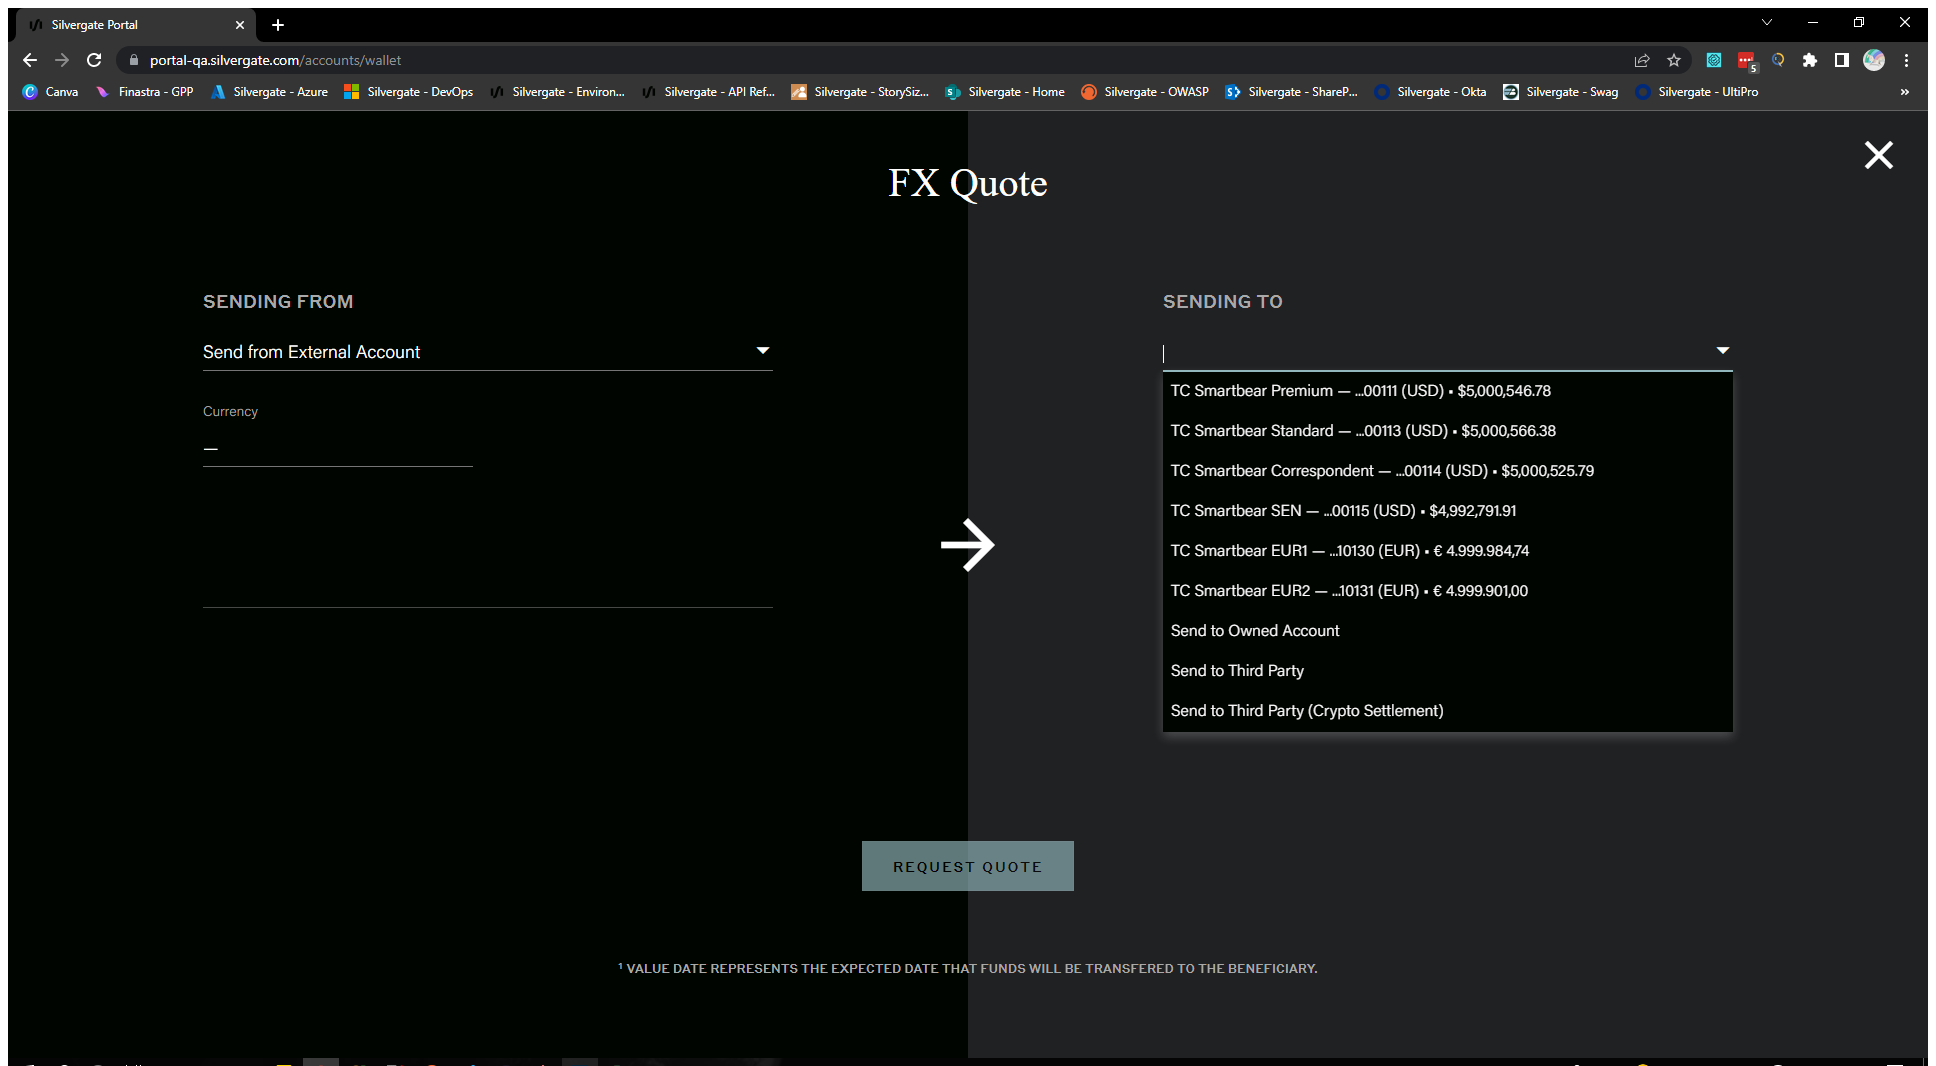 Silvergate Portal
portal-qa.silvergate.com/accounts/wallet
5
Canva
Finastra - GPP
Silvergate - Azure
Silvergate - DevOps
Silvergate - Environ...
Silvergate - API Ref...
Silvergate - StorySiz...
Silvergate - Home
Silvergate - OWASP
Silvergate - ShareP...
Silvergate - Okta
Silvergate - Swag
Silvergate - UltiPro
»
FX Quote
SENDING FROM
Send from External Account
Currency
—
SENDING TO
TC Smartbear Premium — ...00111 (USD) • $5,000,546.78
TC Smartbear Standard — ...00113 (USD) • $5,000,566.38
TC Smartbear Correspondent — ...00114 (USD) • $5,000,525.79
TC Smartbear SEN — ...00115 (USD) • $4,992,791.91
TC Smartbear EUR1 — ...10130 (EUR) • € 4.999.984,74
TC Smartbear EUR2 — ...10131 (EUR) • € 4.999.901,00
Send to Owned Account
Send to Third Party
Send to Third Party (Crypto Settlement)
REQUEST QUOTE
¹ VALUE DATE REPRESENTS THE EXPECTED DATE THAT FUNDS WILL BE TRANSFERED TO THE BENEFICIARY.